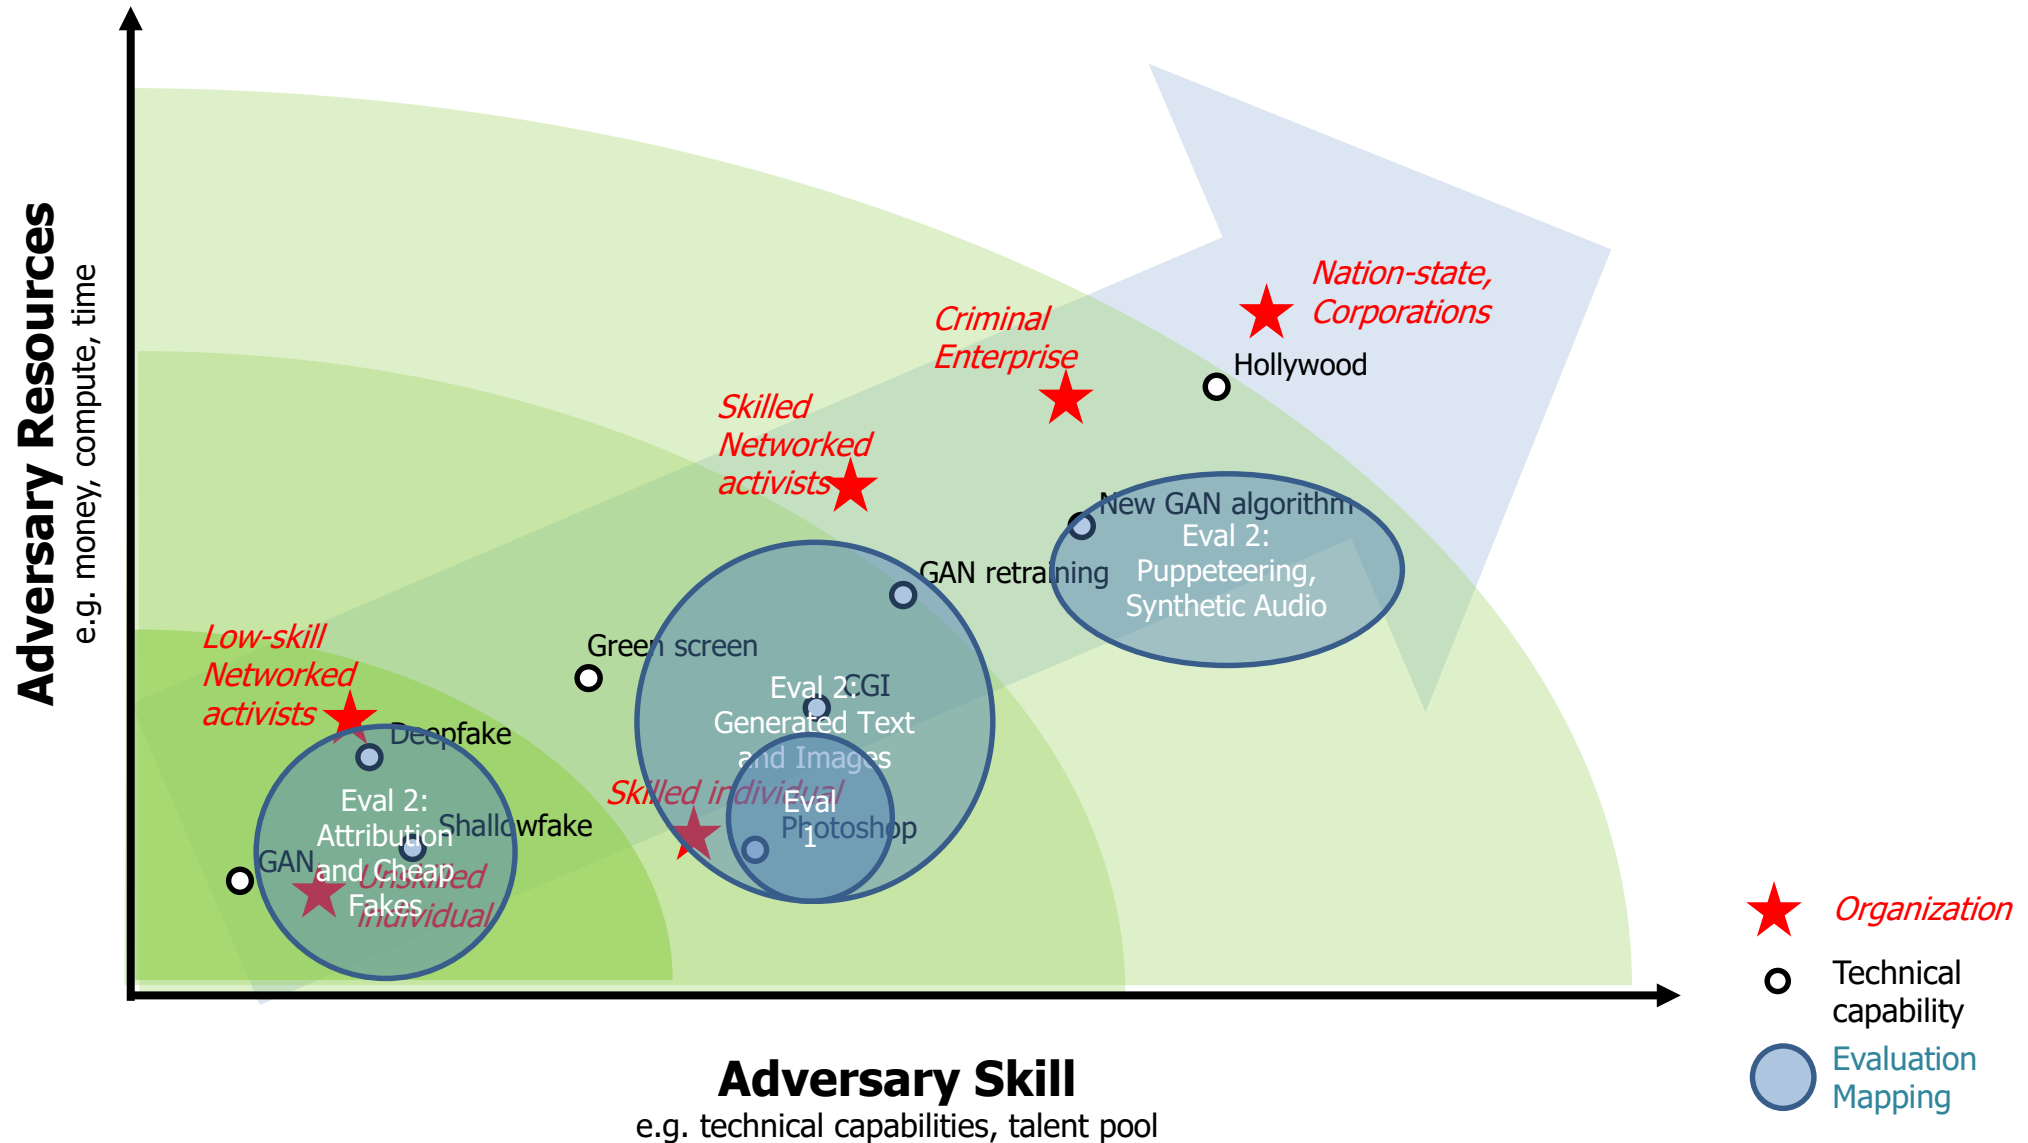 Adversary Resources
e.g. money, compute, time
Nation-state,
Corporations
Criminal
Enterprise
Hollywood
Skilled
Networked
activists
New GAN algorithm
Eval 2:
Puppeteering,
Synthetic Audio
GAN retraining
Green screen
Low-skill
Networked
activists
CGI
Eval 2:
Generated Text
and Images
Deepfake
Skilled individual
Eval
1
Photoshop
Eval 2:
Attribution
and Cheap
Fakes
Shallowfake
GAN
Unskilled
individual
Organization
Technical
capability
Evaluation
Mapping
Adversary Skill
e.g. technical capabilities, talent pool